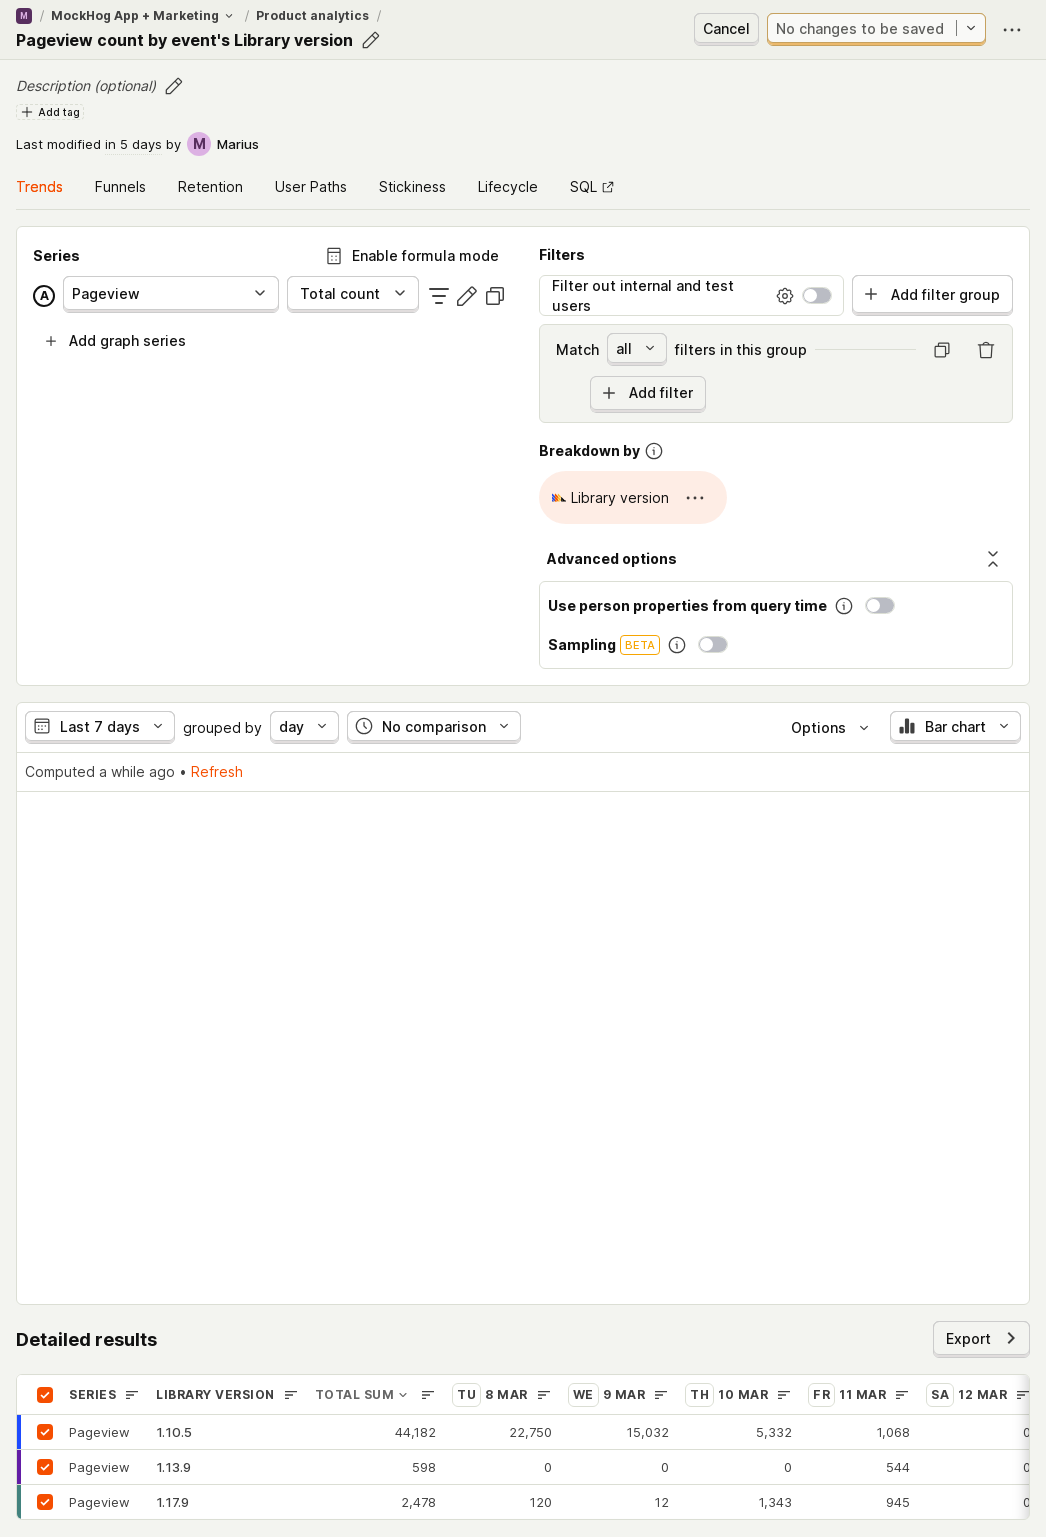 M / MockHog App + Marketing / Product analytics /
Pageview count by event's Library version
Cancel
No changes to be saved
Description (optional)
Add tag
Last modified in 5 days by M Marius
Trends Funnels Retention User Paths Stickiness Lifecycle SQL
Series
Enable formula mode
A Pageview Total count
Add graph series
Filters
Filter out internal and test
users
Add filter group
Match all filters in this group
Add filter
Breakdown by
Library version
Advanced options
Use person properties from query time
Sampling BETA
Last 7 days grouped by day No comparison Options Bar chart
Computed a while ago • Refresh
Detailed results
Export
SERIES LIBRARY VERSION TOTAL SUM TU 8 MAR WE 9 MAR TH 10 MAR FR 11 MAR SA 12 MAR
Pageview 1.10.5 44,182 22,750 15,032 5,332 1,068 0
Pageview 1.13.9 598 0 0 0 544 0
Pageview 1.17.9 2,478 120 12 1,343 945 0